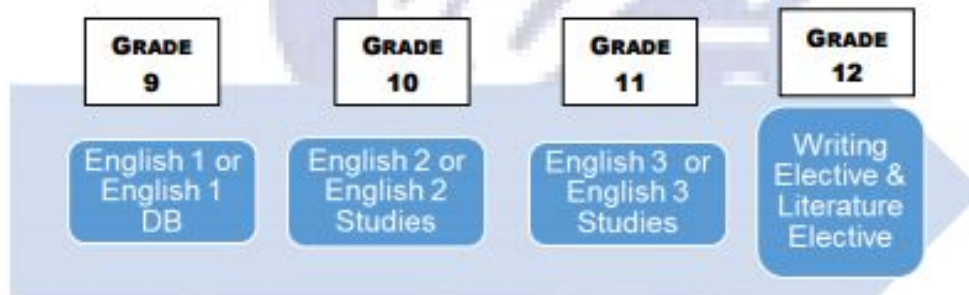 GRADE
9
GRADE
10
GRADE
11
GRADE
12
English 1 or
English 1
DB
English 2 or
English 2
Studies
English 3 or
English 3
Studies
Writing
Elective &
Literature
Elective